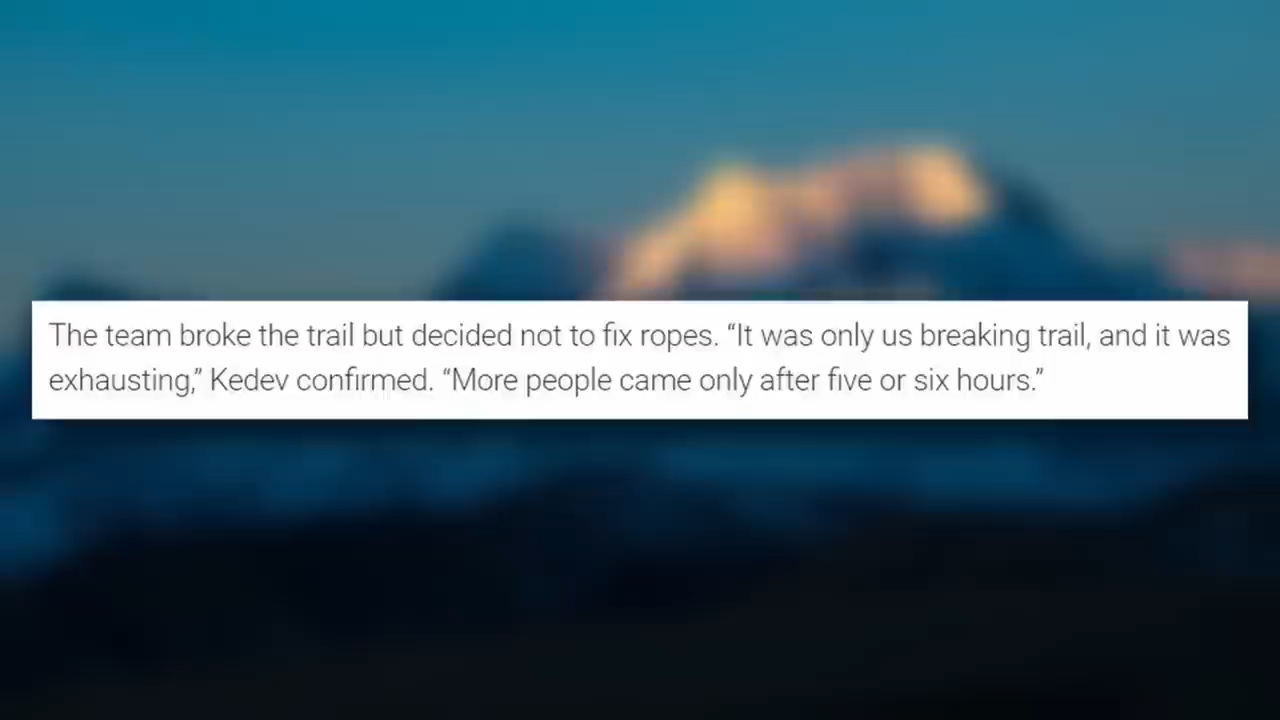 The team broke the trail but decided not to fix ropes. “It was only us breaking trail, and it was
exhausting,” Kedev confirmed. “More people came only after five or six hours.”